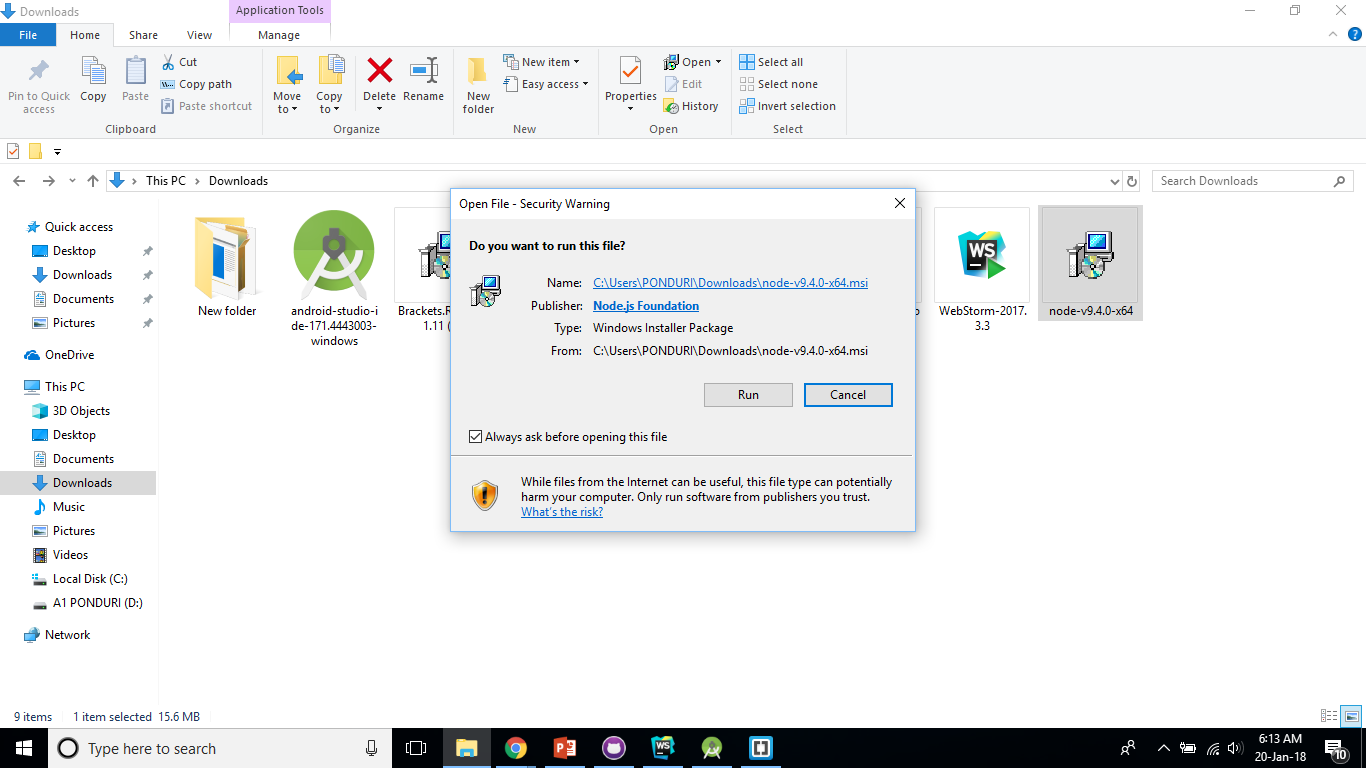 Downloads
Application Tools
File
Home
Share
View
Manage
Pin to Quick
access
Copy
Paste
Cut
Copy path
Paste shortcut
Clipboard
Move
to
Copy
to
Delete
Rename
Organize
New
folder
New item
Easy access
New
Properties
Open
Edit
History
Open
Select all
Select none
Invert selection
Select
This PC
Downloads
Search Downloads
Quick access
Desktop
Downloads
Documents
Pictures
OneDrive
This PC
3D Objects
Desktop
Documents
Downloads
Music
Pictures
Videos
Local Disk (C:)
A1 PONDURI (D:)
Network
New folder
android-studio-i
de-171.4443003-
windows
Brackets.R
1.11 (
WS
WebStorm-2017.
3.3
node-v9.4.0-x64
Open File - Security Warning
Do you want to run this file?
Name: C:\Users\PONDURI\Downloads\node-v9.4.0-x64.msi
Publisher: Node.js Foundation
Type: Windows Installer Package
From: C:\Users\PONDURI\Downloads\node-v9.4.0-x64.msi
Run
Cancel
Always ask before opening this file
While files from the Internet can be useful, this file type can potentially
harm your computer. Only run software from publishers you trust.
What's the risk?
9 items
1 item selected 15.6 MB
Type here to search
WS
6:13 AM
20-Jan-18
10